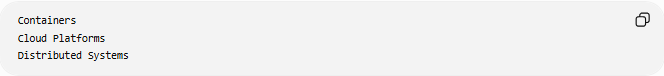 Containers
Cloud Platforms
Distributed Systems